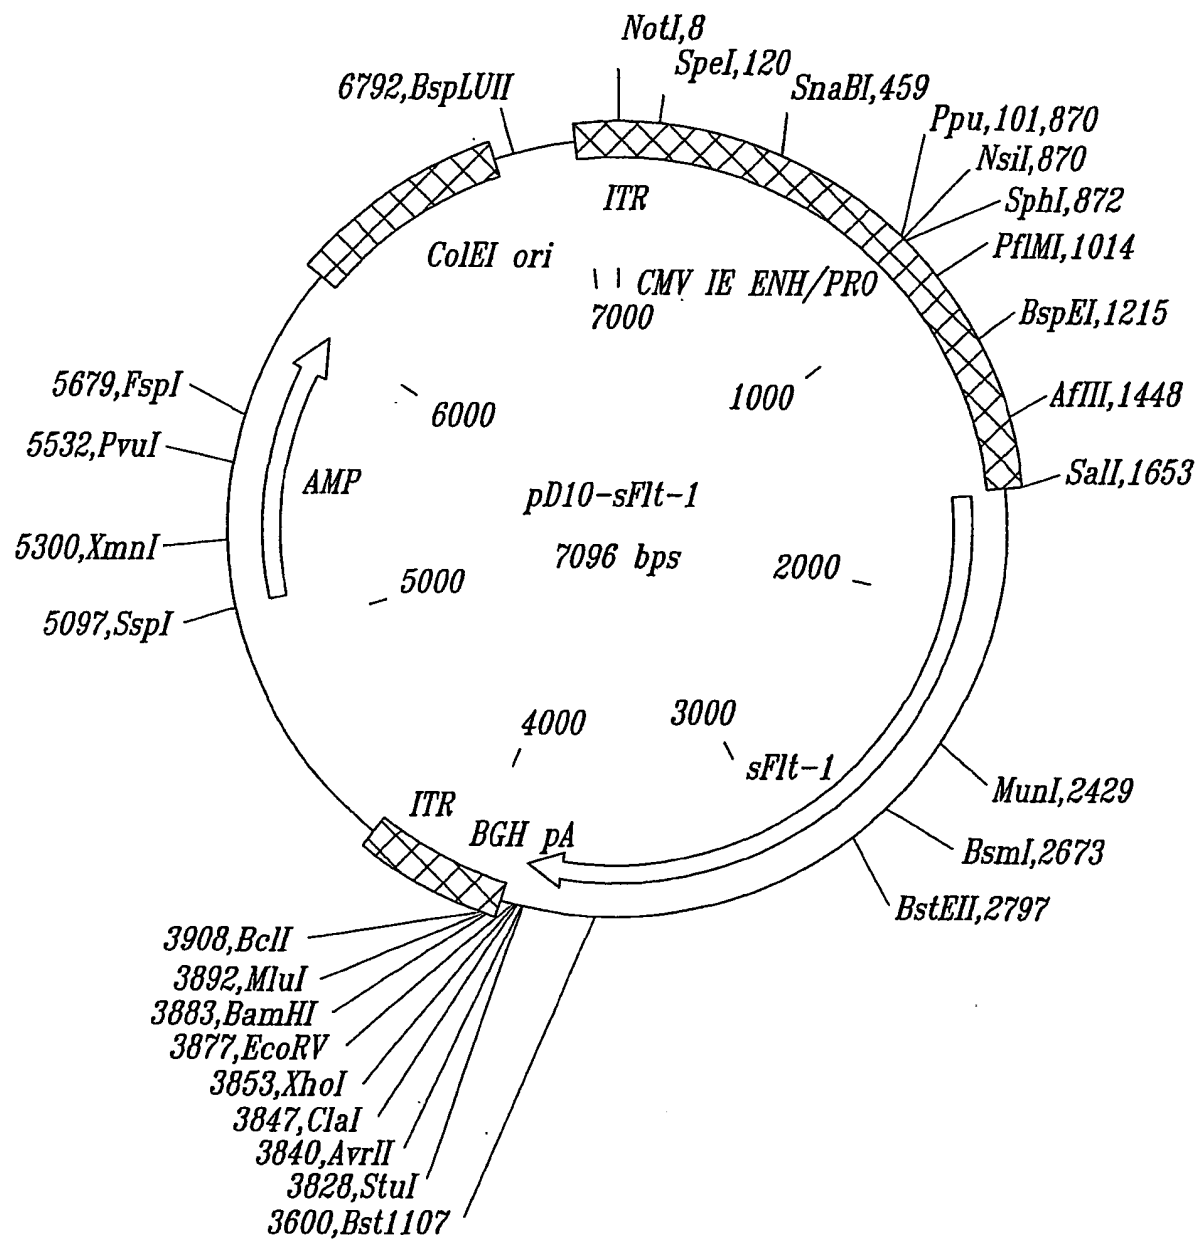 NotI,8
SpeI,120
6792,BspLUII
SnaBI,459
Ppu,101,870
NsiI,870
SphI,872
ITR
PflMI,1014
ColEI ori
CMV IE ENH/PRO
7000
BspEI,1215
5679,FspI
6000
1000
AflII,1448
5532,PvuI
SalI,1653
AMP
pD10-sFlt-1
5300,XmnI
7096 bps
2000
5000
5097,SspI
3000
4000
sFlt-1
MunI,2429
ITR
BGH pA
BsmI,2673
BstEII,2797
3908,BclI
3892,MluI
3883,BamHI
3877,EcoRV
3853,XhoI
3847,ClaI
3840,AvrII
3828,StuI
3600,Bst1107